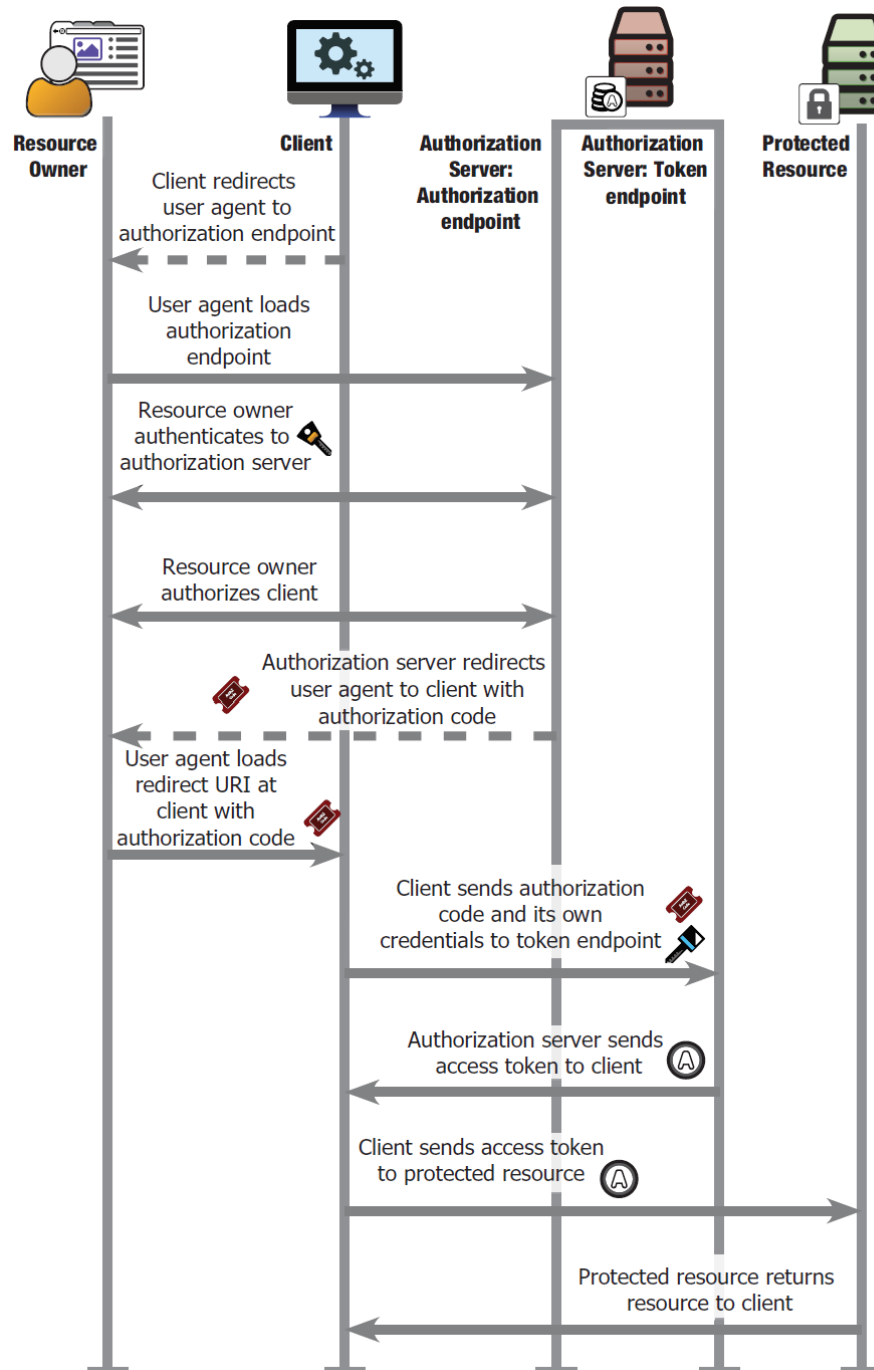 Resource
Owner
Client
Authorization
Server:
Authorization
endpoint
Authorization
Server: Token
endpoint
Protected
Resource
Client redirects
user agent to
authorization endpoint
User agent loads
authorization
endpoint
Resource owner
authenticates to
authorization server
Resource owner
authorizes client
Authorization server redirects
user agent to client with
authorization code
User agent loads
redirect URI at
client with
authorization code
Client sends authorization
code and its own
credentials to token endpoint
Authorization server sends
access token to client
A
Client sends access token
to protected resource
A
Protected resource returns
resource to client